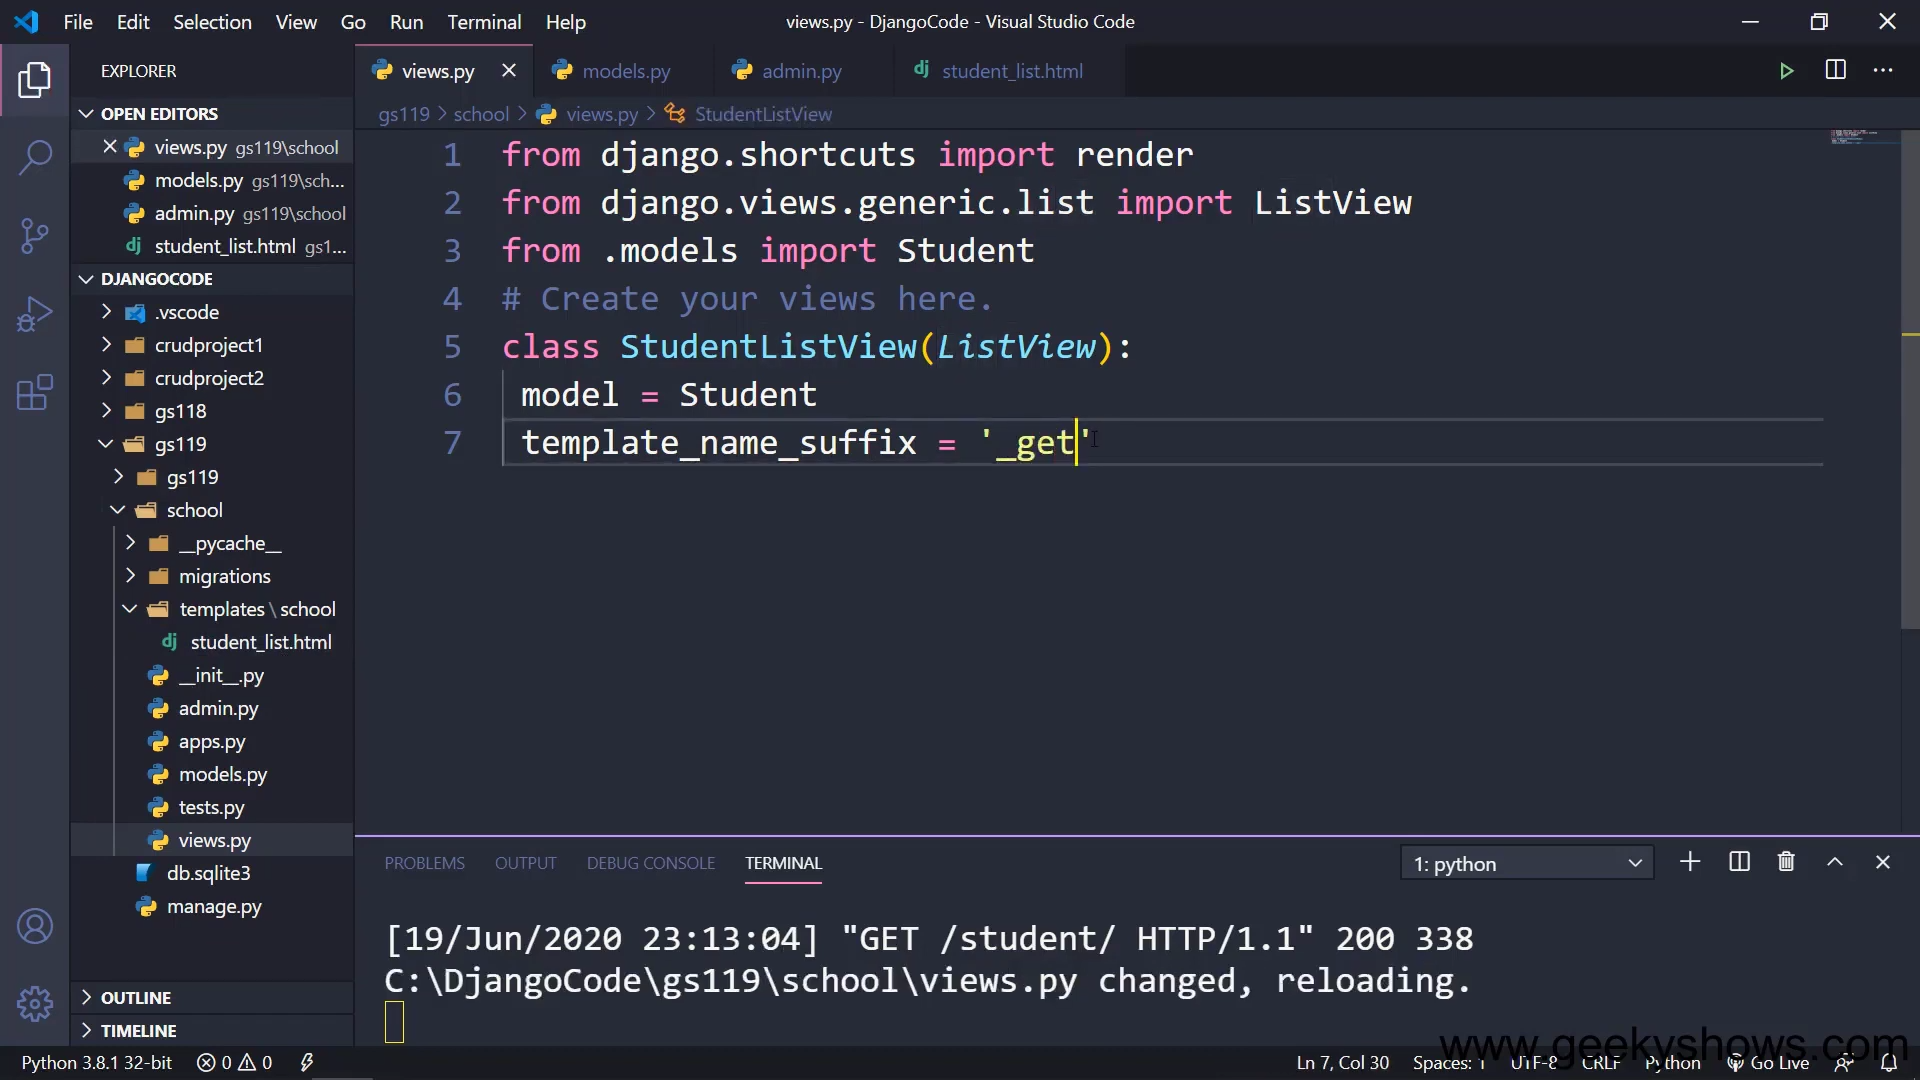 File Edit Selection View Go Run Terminal Help
views.py - DjangoCode - Visual Studio Code
EXPLORER
OPEN EDITORS
views.py gs119\school
models.py gs119\sch...
admin.py gs119\school
student_list.html gs1...
DJANGOCODE
.vscode
crudproject1
crudproject2
gs118
gs119
gs119
school
__pycache__
migrations
templates \ school
student_list.html
__init__.py
admin.py
apps.py
models.py
tests.py
views.py
db.sqlite3
manage.py
OUTLINE
TIMELINE
views.py models.py admin.py student_list.html
gs119 > school > views.py > StudentListView
1 from django.shortcuts import render
2 from django.views.generic.list import ListView
3 from .models import Student
4 # Create your views here.
5 class StudentListView(ListView):
6 model = Student
7 template_name_suffix = '_get'
PROBLEMS OUTPUT DEBUG CONSOLE TERMINAL
1: python
[19/Jun/2020 23:13:04] "GET /student/ HTTP/1.1" 200 338
C:\DjangoCode\gs119\school\views.py changed, reloading.
www.geekyshows.com
Python 3.8.1 32-bit 0 0 Ln 7, Col 30 Spaces: 1 UTF-8 CRLF Python Go Live